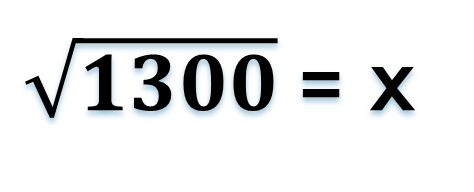 √1300 = x